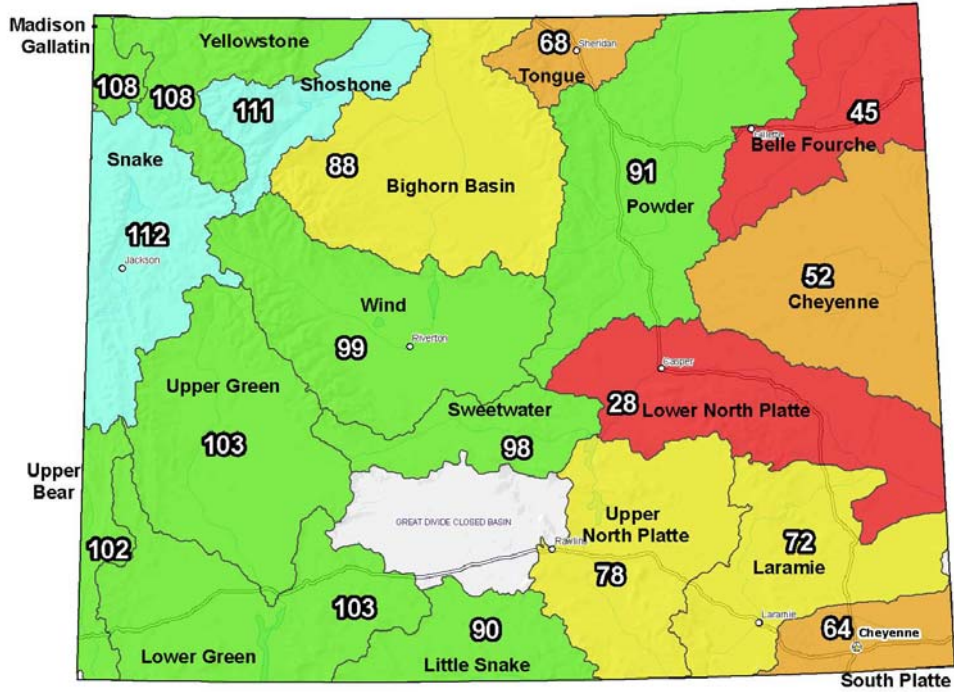 Madison
Gallatin
Yellowstone
68
Sheridan
Tongue
108
108
111
Shoshone
45
Belle Fourche
Snake
88
Bighorn Basin
91
Powder
112
Jackson
52
Cheyenne
Wind
99
Riverton
Casper
Upper Green
103
Sweetwater
98
28
Lower North Platte
Upper
Bear
GREAT DIVIDE CLOSED BASIN
Upper
North Platte
102
72
Laramie
78
103
90
Laramie
64
Cheyenne
Lower Green
Little Snake
South Platte